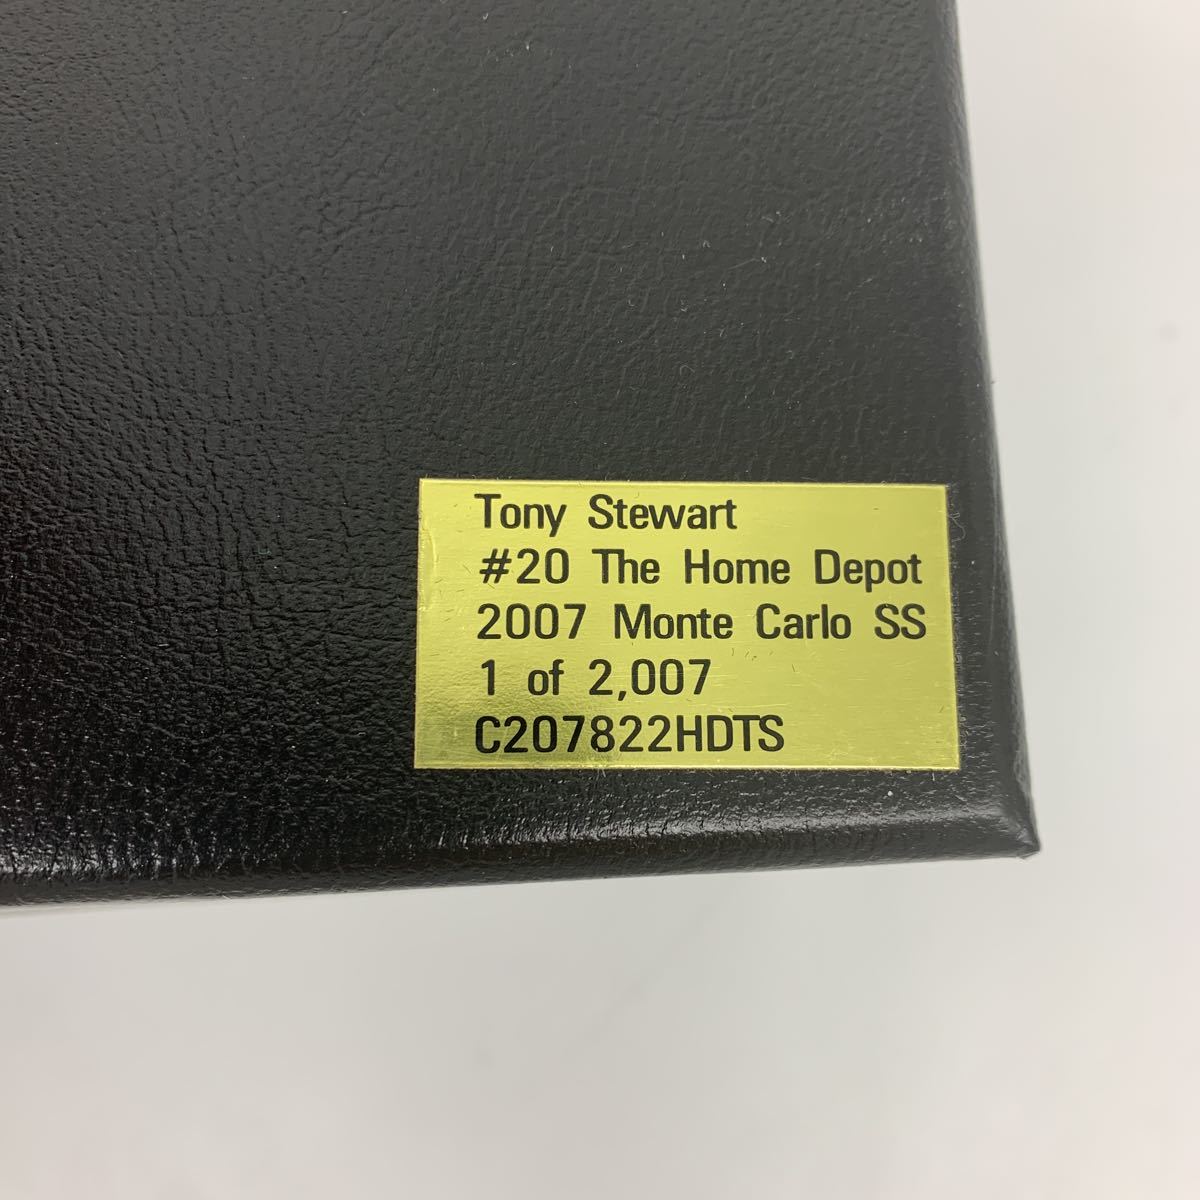 Tony Stewart
#20 The Home Depot
2007 Monte Carlo SS
1 of 2,007
C207822HDTS